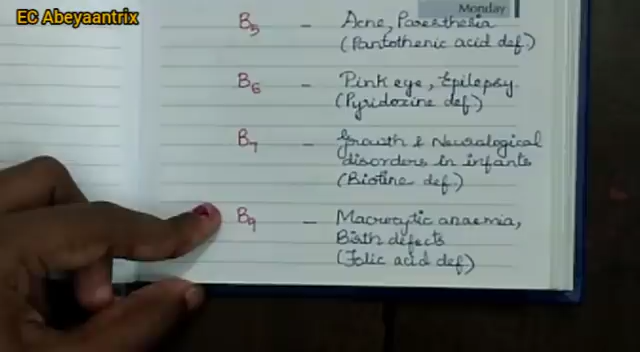 EC Abeyaantrix
Monday
B5 - Acne, Paresthesia
(Pantothenic acid def.)
B6 - Pink eye, Epilepsy.
(Pyridoxine def.)
B7 - Growth & Neurological
disorders in infants
(Biotine def.)
B9 - Macrocytic anaemia,
Birth defects
(Folic acid def)